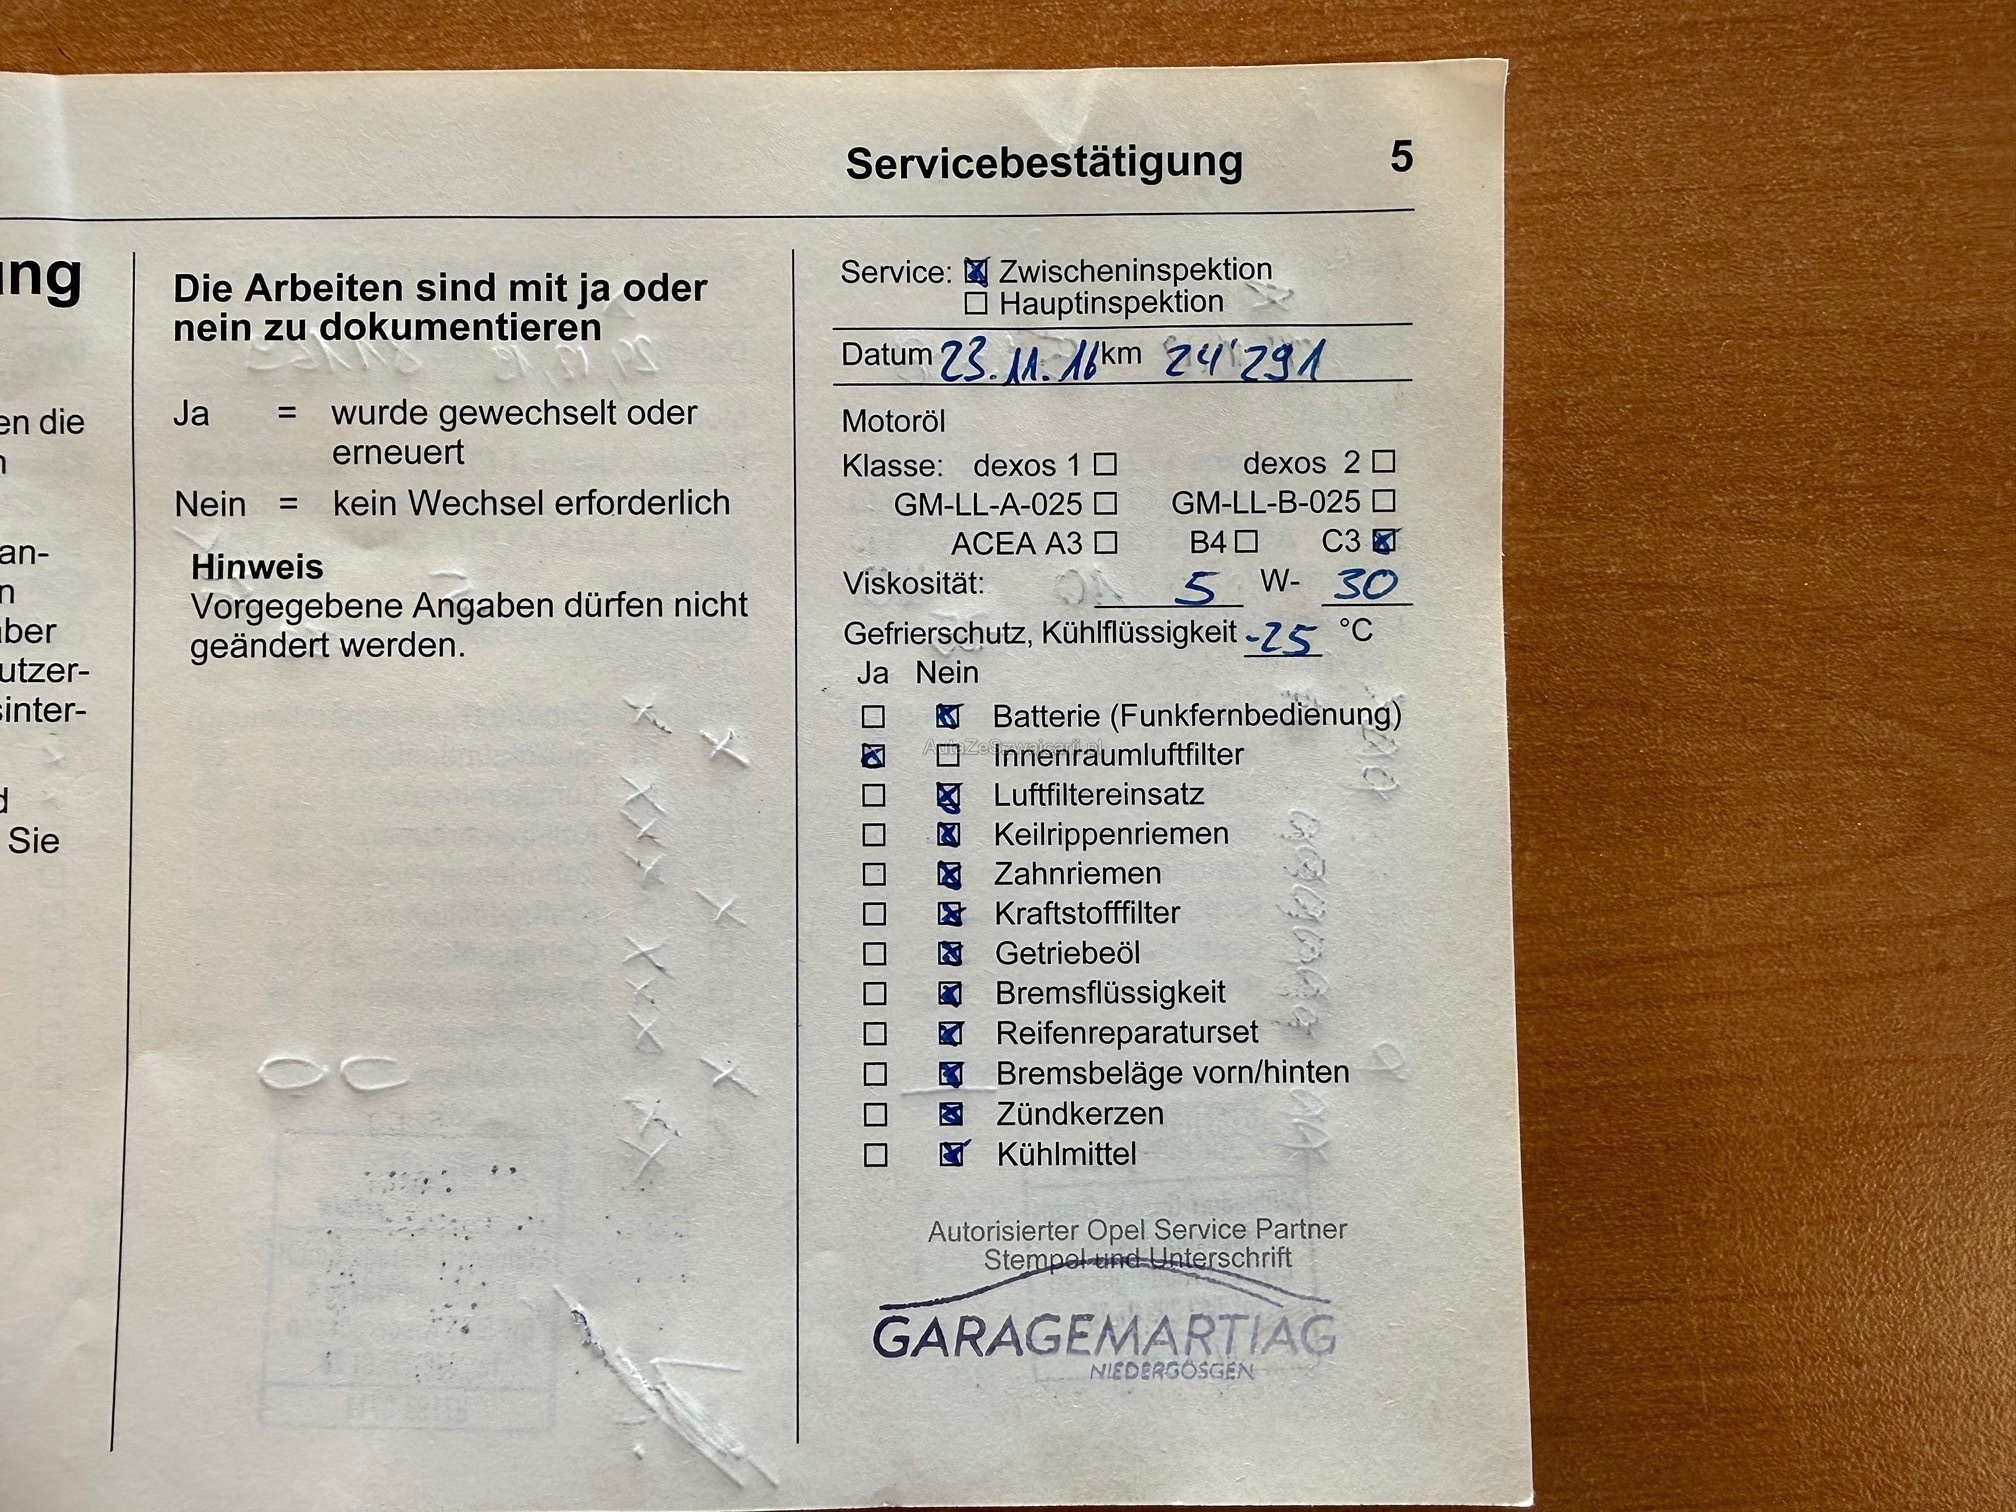 Servicebestätigung 5
ung
en die
an-
aber
utzer-
sinter-
Sie
Die Arbeiten sind mit ja oder
nein zu dokumentieren
Ja = wurde gewechselt oder
erneuert
Nein = kein Wechsel erforderlich
Hinweis
Vorgegebene Angaben dürfen nicht
geändert werden.
Service: Zwischeninspektion
Hauptinspektion
Datum 23.11.16 km 24'291
Motoröl
Klasse: dexos 1 dexos 2
GM-LL-A-025 GM-LL-B-025
ACEA A3 B4 C3
Viskosität: 5 W- 30
Gefrierschutz, Kühlflüssigkeit -25 °C
Ja Nein
Batterie (Funkfernbedienung)
AutaZeSzwajcarii.pl
Innenraumluftfilter
Luftfiltereinsatz
Keilrippenriemen
Zahnriemen
Kraftstofffilter
Getriebeöl
Bremsflüssigkeit
Reifenreparaturset
Bremsbeläge vorn/hinten
Zündkerzen
Kühlmittel
Autorisierter Opel Service Partner
Stempel und Unterschrift
GARAGEMARTIAG
NIEDERGÖSGEN